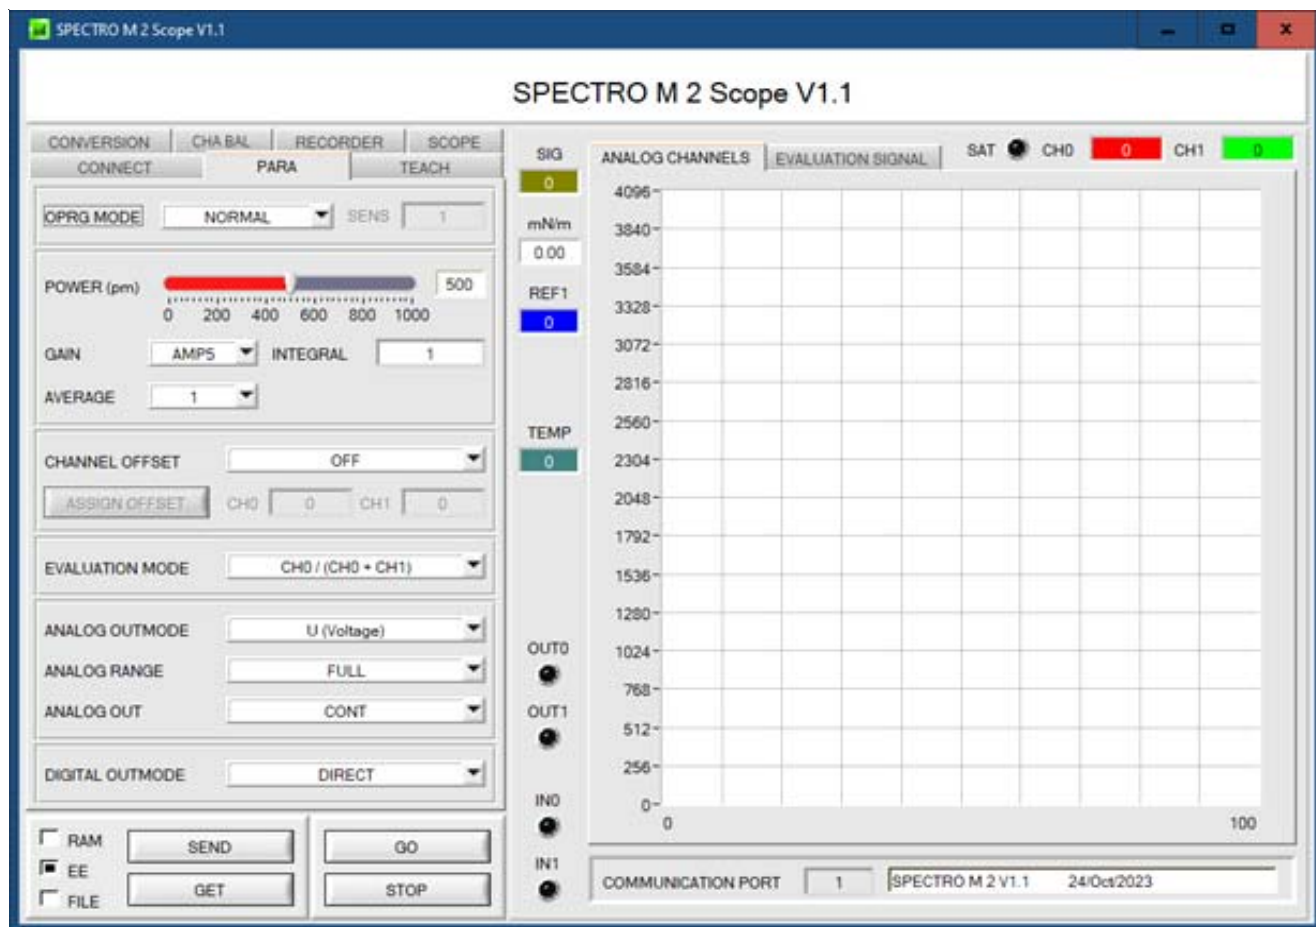 SPECTRO M 2 Scope V1.1
SPECTRO M 2 Scope V1.1
CONVERSION CHA BAL RECORDER SCOPE
CONNECT PARA TEACH
OPRG MODE NORMAL SENS 1
POWER (pm) 500
0 200 400 600 800 1000
GAIN AMP5 INTEGRAL 1
AVERAGE 1
CHANNEL OFFSET OFF
ASSIGN OFFSET CH0 0 CH1 0
EVALUATION MODE CH0 / (CH0 + CH1)
ANALOG OUTMODE U (Voltage)
ANALOG RANGE FULL
ANALOG OUT CONT
DIGITAL OUTMODE DIRECT
RAM
EE
FILE
SEND GO
GET STOP
SIG
0
mN/m
0.00
REF1
0
TEMP
0
OUT0
OUT1
IN0
IN1
ANALOG CHANNELS EVALUATION SIGNAL SAT CH0 0 CH1 0
4096
3840
3584
3328
3072
2816
2560
2304
2048
1792
1536
1280
1024
768
512
256
0
0 100
COMMUNICATION PORT 1 SPECTRO M 2 V1.1 24/Oct/2023